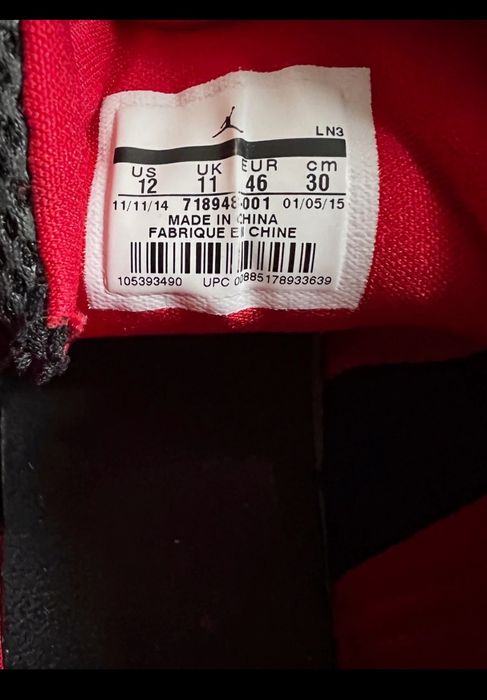 LN3
US UK EUR cm
12 11 46 30
11/11/14 718948-001 01/05/15
MADE IN CHINA
FABRIQUE EN CHINE
105393490 UPC 00885178933639